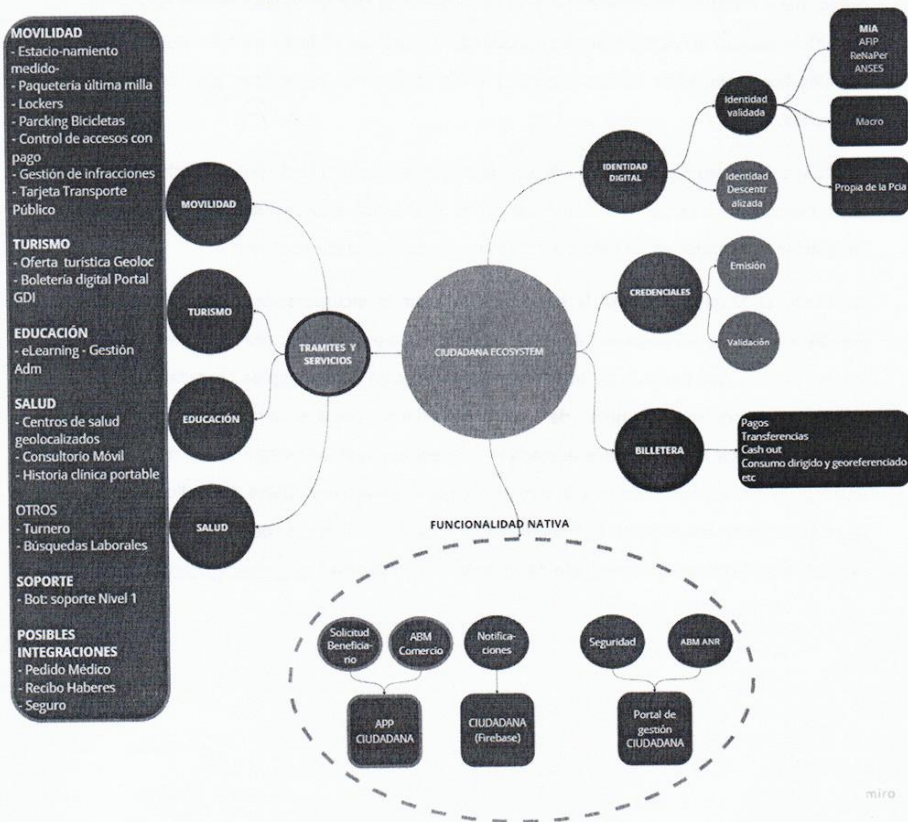 MOVILIDAD
- Estacio-namiento
medido-
- Paquetería última milla
- Lockers
- Parcking Bicicletas
- Control de accesos con
pago
- Gestión de infracciones
- Tarjeta Transporte
Público
TURISMO
- Oferta turística Geoloc
- Boletería digital Portal
GDI
EDUCACIÓN
- eLearning - Gestión
Adm
SALUD
- Centros de salud
geolocalizados
- Consultorio Móvil
- Historia clínica portable
OTROS
- Turnero
- Búsquedas Laborales
SOPORTE
- Bot: soporte Nivel 1
POSIBLES
INTEGRACIONES
- Pedido Médico
- Recibo Haberes
- Seguro
MOVILIDAD
TURISMO
EDUCACIÓN
SALUD
TRAMITES Y
SERVICIOS
CIUDADANA ECOSYSTEM
IDENTIDAD
DIGITAL
Identidad
validada
Identidad
Descentr
alizada
MiA
AFIP
ReNaPer
ANSES
Macro
Propia de la Pcia
CREDENCIALES
Emisión
Validación
BILLETERA
Pagos
Transferencias
Cash out
Consumo dirigido y georeferenciado
etc
FUNCIONALIDAD NATIVA
Solicitud
Beneficia-
rio
ABM
Comercio
Notifica-
ciones
Seguridad
ABM ANR
APP
CIUDADANA
CIUDADANA
(Firebase)
Portal de
gestión
CIUDADANA
miro